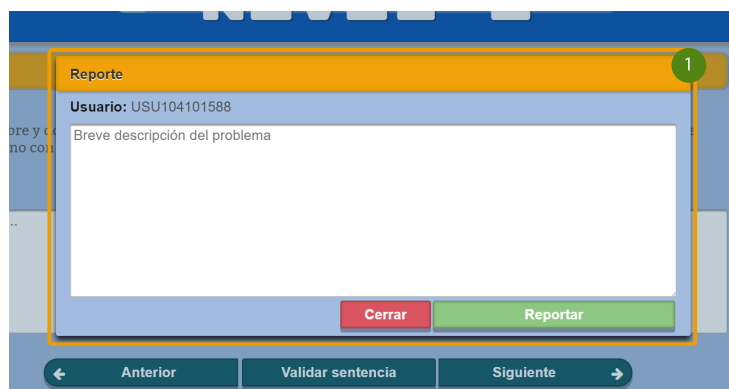 Reporte
1
Usuario: USU104101588
Breve descripción del problema
Cerrar
Reportar
Anterior
Validar sentencia
Siguiente